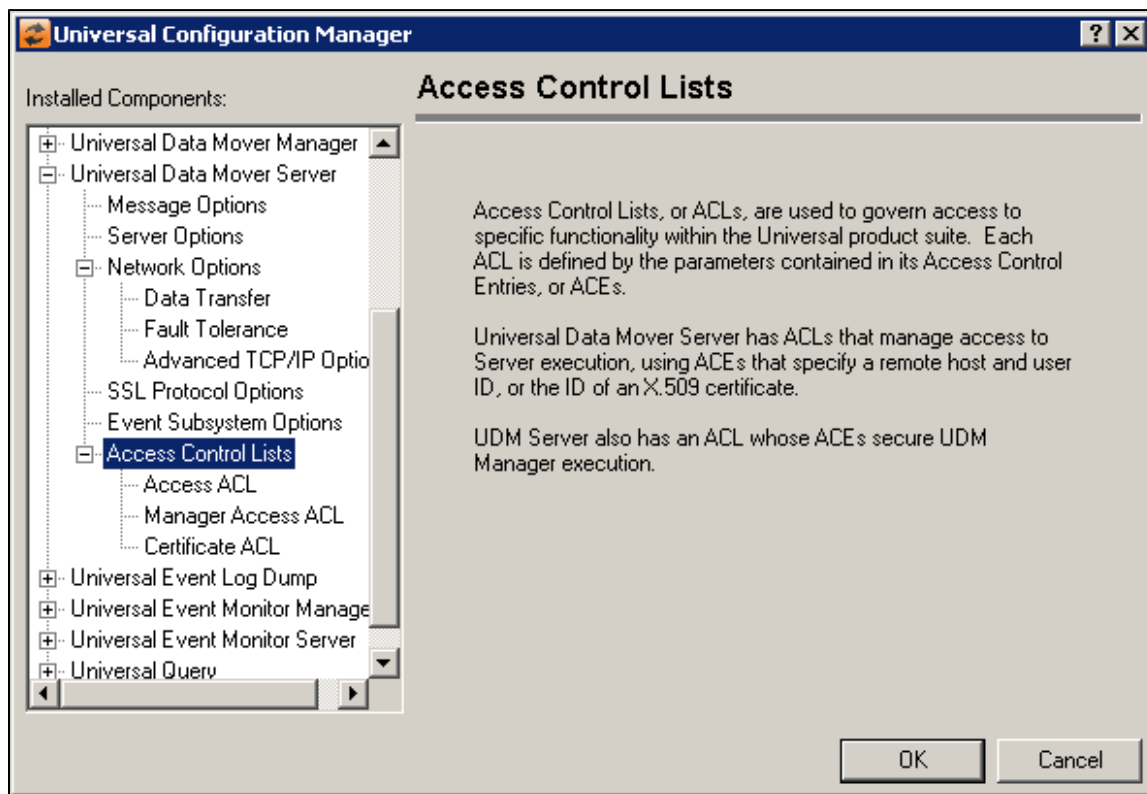 Universal Configuration Manager
Installed Components:
Universal Data Mover Manager
Universal Data Mover Server
Message Options
Server Options
Network Options
Data Transfer
Fault Tolerance
Advanced TCP/IP Optio
SSL Protocol Options
Event Subsystem Options
Access Control Lists
Access ACL
Manager Access ACL
Certificate ACL
Universal Event Log Dump
Universal Event Monitor Manage
Universal Event Monitor Server
Universal Query
Access Control Lists
Access Control Lists, or ACLs, are used to govern access to
specific functionality within the Universal product suite.  Each
ACL is defined by the parameters contained in its Access Control
Entries, or ACEs.
Universal Data Mover Server has ACLs that manage access to
Server execution, using ACEs that specify a remote host and user
ID, or the ID of an X.509 certificate.
UDM Server also has an ACL whose ACEs secure UDM
Manager execution.
OK
Cancel